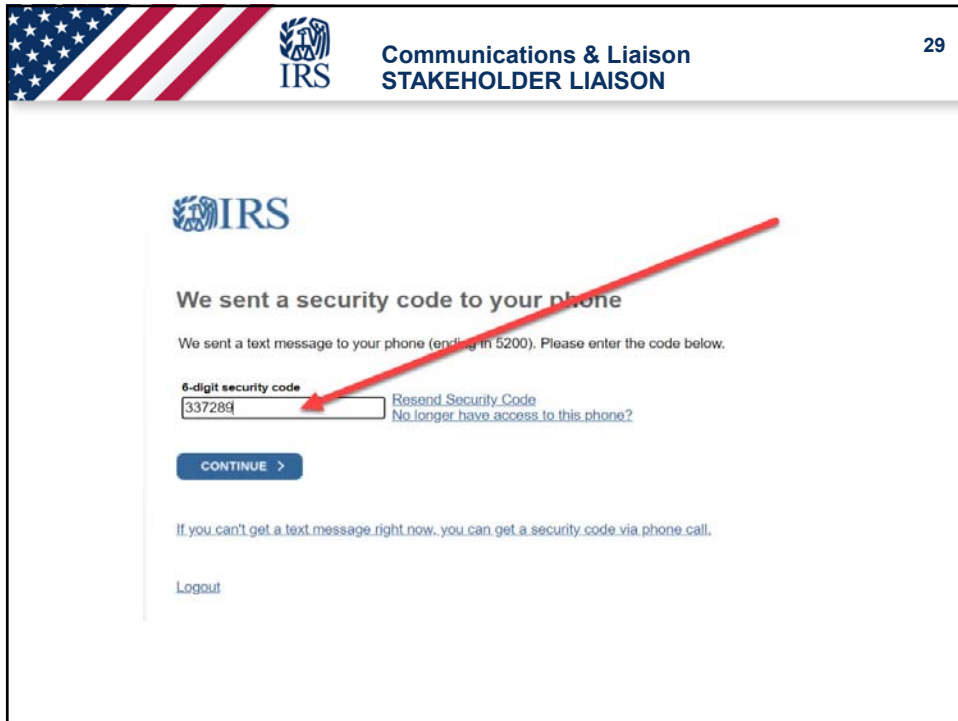 IRS
Communications & Liaison
STAKEHOLDER LIAISON
29
IRS
We sent a security code to your phone
We sent a text message to your phone (ending in 5200). Please enter the code below.
6-digit security code
337289
Resend Security Code
No longer have access to this phone?
CONTINUE >
If you can't get a text message right now, you can get a security code via phone call.
Logout